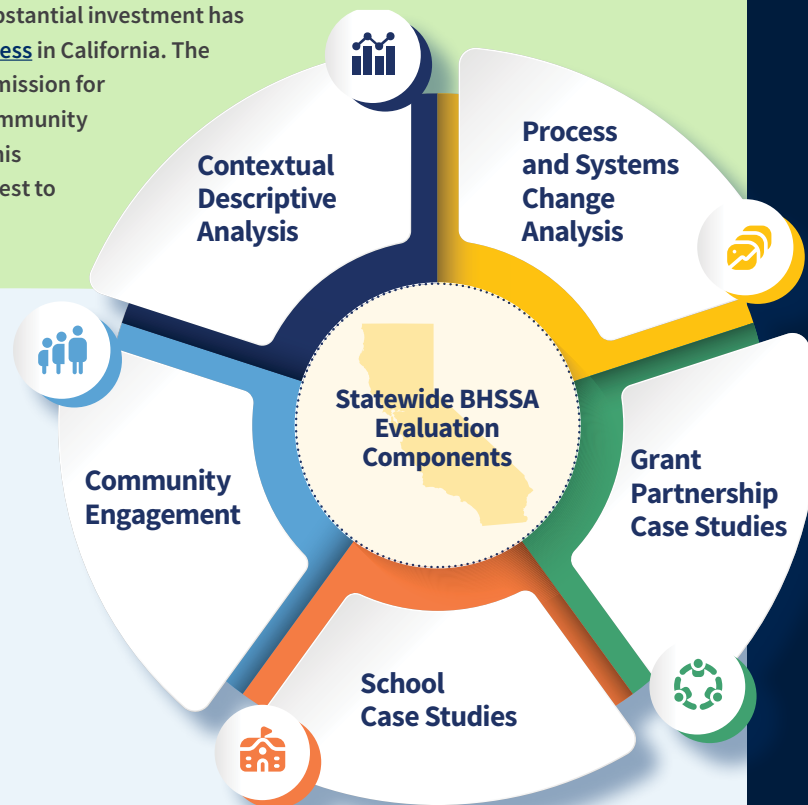 bstantial investment has
ess in California. The
mission for
mmunity
his
est to
Contextual
Descriptive
Analysis
Process
and Systems
Change
Analysis
Statewide BHSSA
Evaluation
Components
Community
Engagement
Grant
Partnership
Case Studies
School
Case Studies